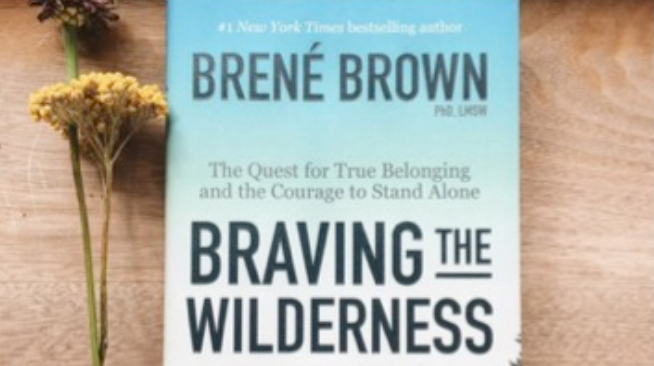 #1 New York Times bestselling author
BRENÉ BROWN
PhD, LMSW
The Quest for True Belonging
and the Courage to Stand Alone
BRAVING THE
WILDERNESS